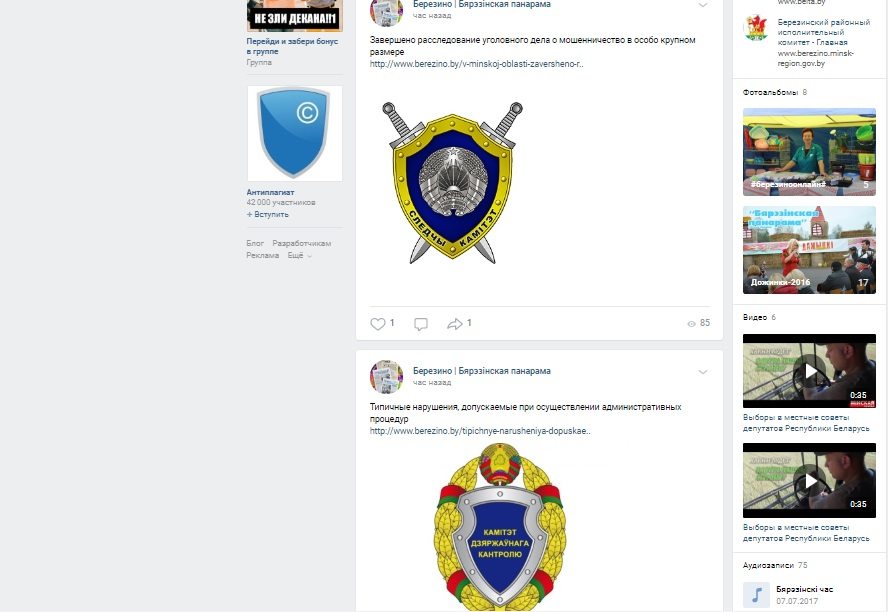 НЕ ЗЛИ ДЕКАНА!!1
Перейди и забери бонус
в группе
Группа
©
Антиплагиат
42 000 участников
+ Вступить
Блог Разработчикам
Реклама Ещё
Березино | Бярэзінская панарама
час назад
Завершено расследование уголовного дела о мошенничество в особо крупном
размере
http://www.berezino.by/v-minskoj-oblasti-zaversheno-r..
СЛЕДЧЫ КАМІТЭТ
1
1
85
Березино | Бярэзінская панарама
час назад
Типичные нарушения, допускаемые при осуществлении административных
процедур
http://www.berezino.by/tipichnye-narusheniya-dopuskae..
КАМІТЭТ
ДЗЯРЖАЎНАГА
КАНТРОЛЮ
www.belta.by
Березинский районный
исполнительный
комитет - Главная
www.berezino.minsk-
region.gov.by
Фотоальбомы 8
#березиноонлайн#
5
"Бярэзінская
панарама"
ДАЖЫНКІ
Дожинки-2016
17
Видео 6
0:35
Выборы в местные советы
депутатов Республики Беларусь
0:35
Выборы в местные советы
депутатов Республики Беларусь
Аудиозаписи 75
Бярэзінскі час
07.07.2017